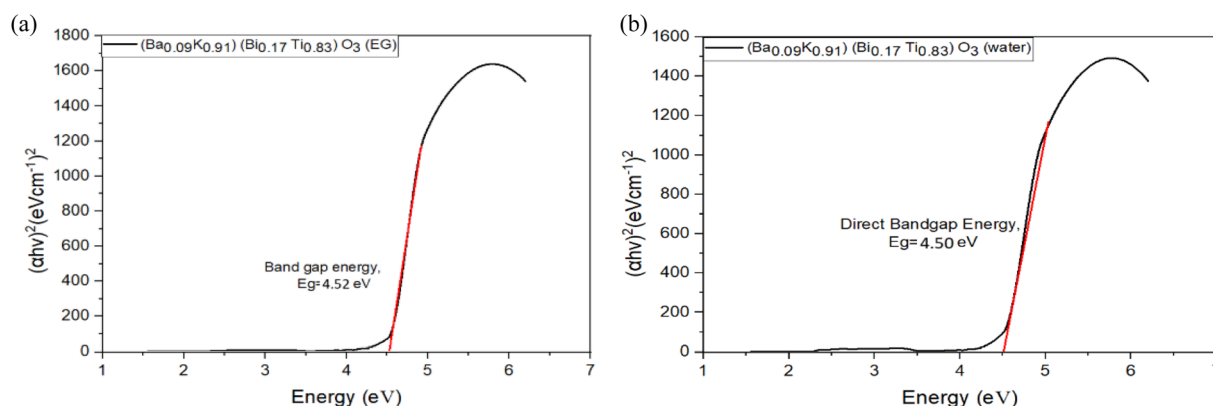 (a)
(Ba0.09K0.91) (Bi0.17 Ti0.83) O3 (EG)
1800
1600
1400
1200
1000
800
600
400
200
0
(αhν)2(eVcm-1)2
Band gap energy,
Eg=4.52 eV
1 2 3 4 5 6 7
Energy (eV)
(b)
(Ba0.09K0.91) (Bi0.17 Ti0.83) O3 (water)
1600
1400
1200
1000
800
600
400
200
0
(αhν)2(eVcm-1)2
Direct Bandgap Energy,
Eg=4.50 eV
1 2 3 4 5 6 7
Energy (eV)